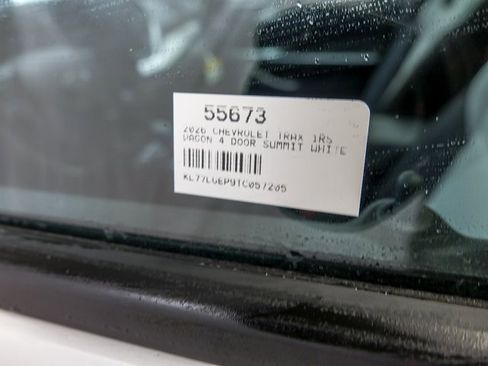 55673
2026 CHEVROLET TRAX 1RS
WAGON 4 DOOR SUMMIT WHITE
KL77LGEP9TC057205